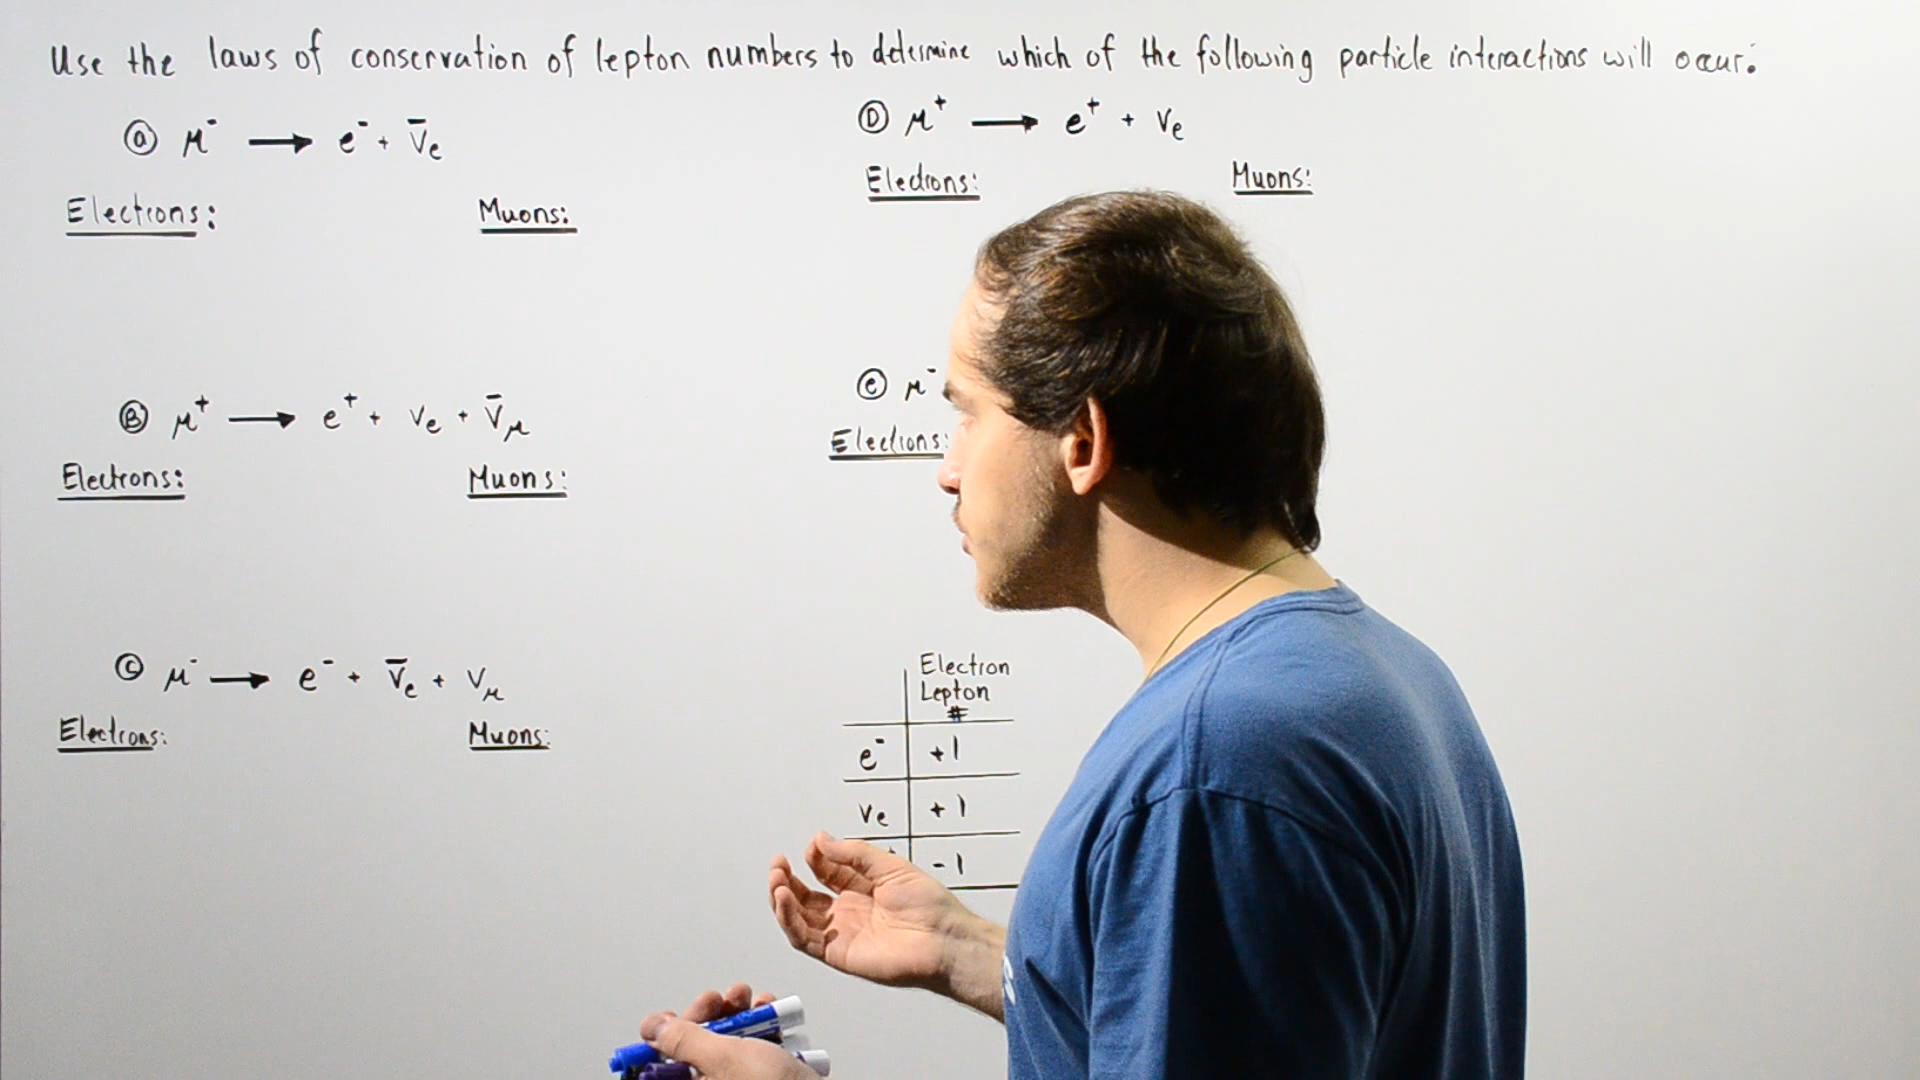 Use the laws of conservation of lepton numbers to determine which of the following particle interactions will occur:
Ⓐ μ⁻ → e⁻ + ν̅e
Electrons: Muons:
Ⓑ μ⁺ → e⁺ + νe + ν̅μ
Electrons: Muons:
Ⓒ μ⁻ → e⁻ + ν̅e + νμ
Electrons: Muons:
Ⓓ μ⁺ → e⁺ + νe
Electrons: Muons:
ⓔ μ⁻
Electrons:
Electron
Lepton
#
e⁻ +1
νe +1
-1